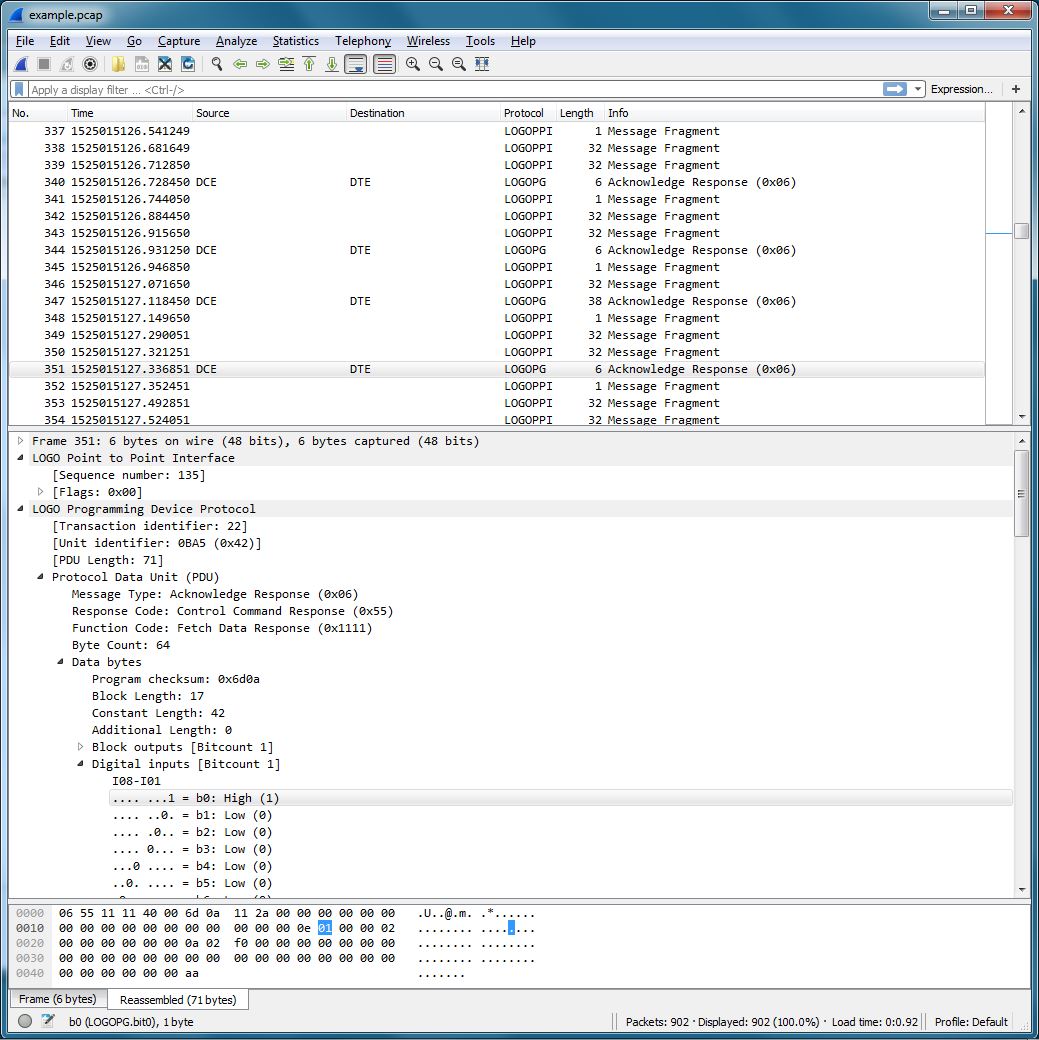 example.pcap
File Edit View Go Capture Analyze Statistics Telephony Wireless Tools Help
Apply a display filter ... <Ctrl-/> Expression... +
No. Time Source Destination Protocol Length Info
337 1525015126.541249 LOGOPPI 1 Message Fragment
338 1525015126.681649 LOGOPPI 32 Message Fragment
339 1525015126.712850 LOGOPPI 32 Message Fragment
340 1525015126.728450 DCE DTE LOGOPG 6 Acknowledge Response (0x06)
341 1525015126.744050 LOGOPPI 1 Message Fragment
342 1525015126.884450 LOGOPPI 32 Message Fragment
343 1525015126.915650 LOGOPPI 32 Message Fragment
344 1525015126.931250 DCE DTE LOGOPG 6 Acknowledge Response (0x06)
345 1525015126.946850 LOGOPPI 1 Message Fragment
346 1525015127.071650 LOGOPPI 32 Message Fragment
347 1525015127.118450 DCE DTE LOGOPG 38 Acknowledge Response (0x06)
348 1525015127.149650 LOGOPPI 1 Message Fragment
349 1525015127.290051 LOGOPPI 32 Message Fragment
350 1525015127.321251 LOGOPPI 32 Message Fragment
351 1525015127.336851 DCE DTE LOGOPG 6 Acknowledge Response (0x06)
352 1525015127.352451 LOGOPPI 1 Message Fragment
353 1525015127.492851 LOGOPPI 32 Message Fragment
354 1525015127.524051 LOGOPPI 32 Message Fragment
Frame 351: 6 bytes on wire (48 bits), 6 bytes captured (48 bits)
LOGO Point to Point Interface
[Sequence number: 135]
[Flags: 0x00]
LOGO Programming Device Protocol
[Transaction identifier: 22]
[Unit identifier: 0BA5 (0x42)]
[PDU Length: 71]
Protocol Data Unit (PDU)
Message Type: Acknowledge Response (0x06)
Response Code: Control Command Response (0x55)
Function Code: Fetch Data Response (0x1111)
Byte Count: 64
Data bytes
Program checksum: 0x6d0a
Block Length: 17
Constant Length: 42
Additional Length: 0
Block outputs [Bitcount 1]
Digital inputs [Bitcount 1]
I08-I01
.... ...1 = b0: High (1)
.... ..0. = b1: Low (0)
.... .0.. = b2: Low (0)
.... 0... = b3: Low (0)
...0 .... = b4: Low (0)
..0. .... = b5: Low (0)
0000 06 55 11 11 40 00 6d 0a 11 2a 00 00 00 00 00 00 .U..@.m. .*......
0010 00 00 00 00 00 00 00 00 00 00 00 0e 01 00 00 02 ........ ........
0020 00 00 00 00 00 00 0a 02 f0 00 00 00 00 00 00 00 ........ ........
0030 00 00 00 00 00 00 00 00 00 00 00 00 00 00 00 00 ........ ........
0040 00 00 00 00 00 00 aa .......
Frame (6 bytes) Reassembled (71 bytes)
b0 (LOGOPG.bit0), 1 byte Packets: 902 · Displayed: 902 (100.0%) · Load time: 0:0.92 Profile: Default